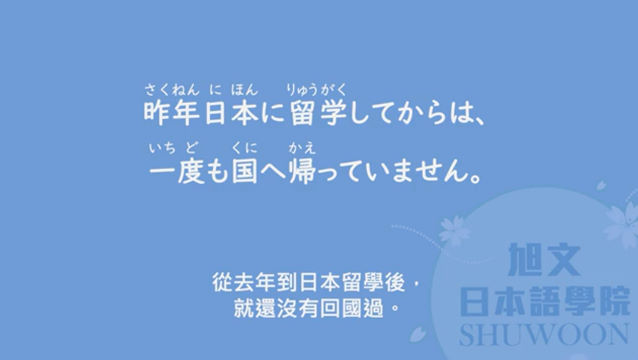 さくねん に ほん りゅうがく
昨年日本に留学してからは、
いち ど くに かえ
一度も国へ帰っていません。
從去年到日本留學後，
就還沒有回國過。
旭文
日本語學院
SHUWOON